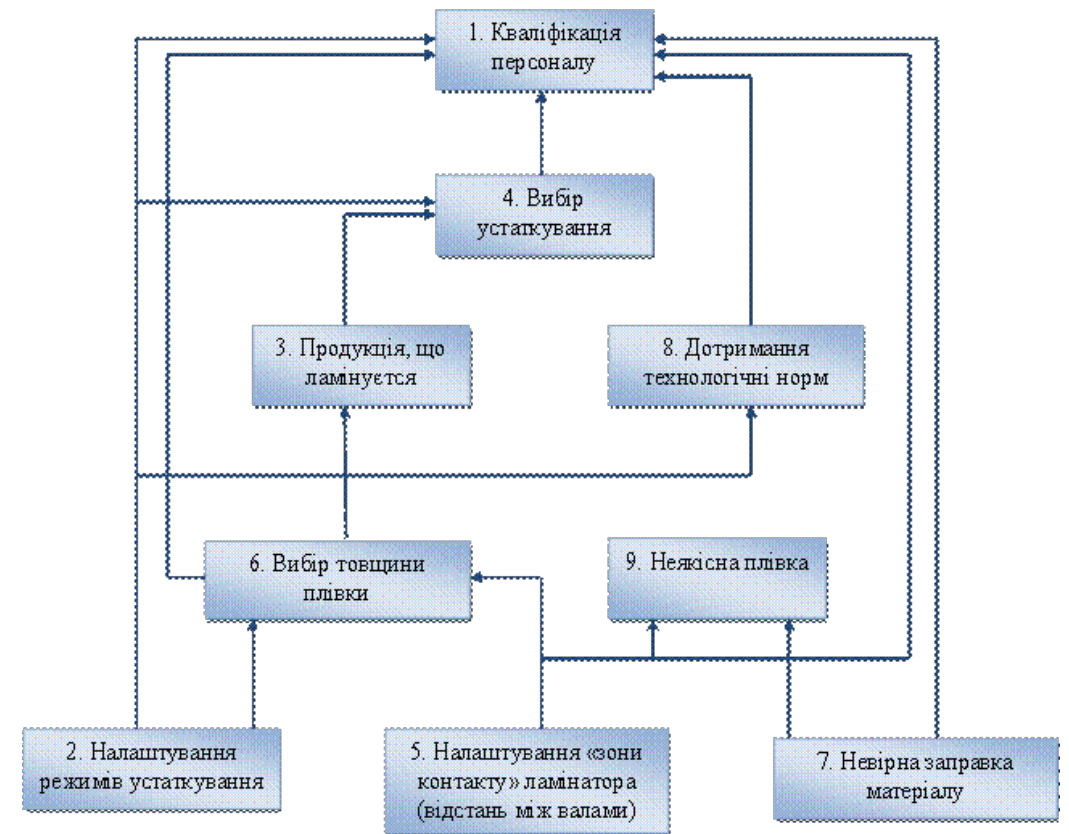 1. Кваліфікація
персоналу
4. Вибір
устаткування
3. Продукція, що
ламінуєтся
8. Дотримання
технологічні норм
6. Вибір товщини
плівки
9. Неякісна плівка
2. Налаштування
режимів устаткування
5. Налаштування «зони
контакту» ламінатора
(відстань між валами)
7. Невірна заправка
матеріалу